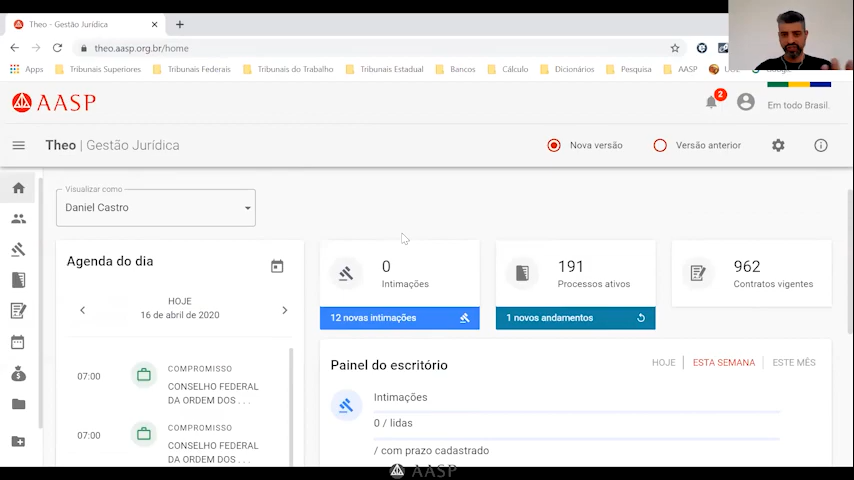 Theo - Gestão Jurídica
theo.aasp.org.br/home
Apps Tribunais Superiores Tribunais Federais Tribunais do Trabalho Tribunais Estadual Bancos Cálculo Dicionários Pesquisa AASP
AASP
2
Em todo Brasil.
Theo | Gestão Jurídica
Nova versão
Versão anterior
Visualizar como
Daniel Castro
Agenda do dia
HOJE
16 de abril de 2020
07:00
COMPROMISSO
CONSELHO FEDERAL
DA ORDEM DOS . . .
07:00
COMPROMISSO
CONSELHO FEDERAL
DA ORDEM DOS . . .
0
Intimações
12 novas intimações
191
Processos ativos
1 novos andamentos
962
Contratos vigentes
Painel do escritório
HOJE
ESTA SEMANA
ESTE MÊS
Intimações
0 / lidas
/ com prazo cadastrado
AASP